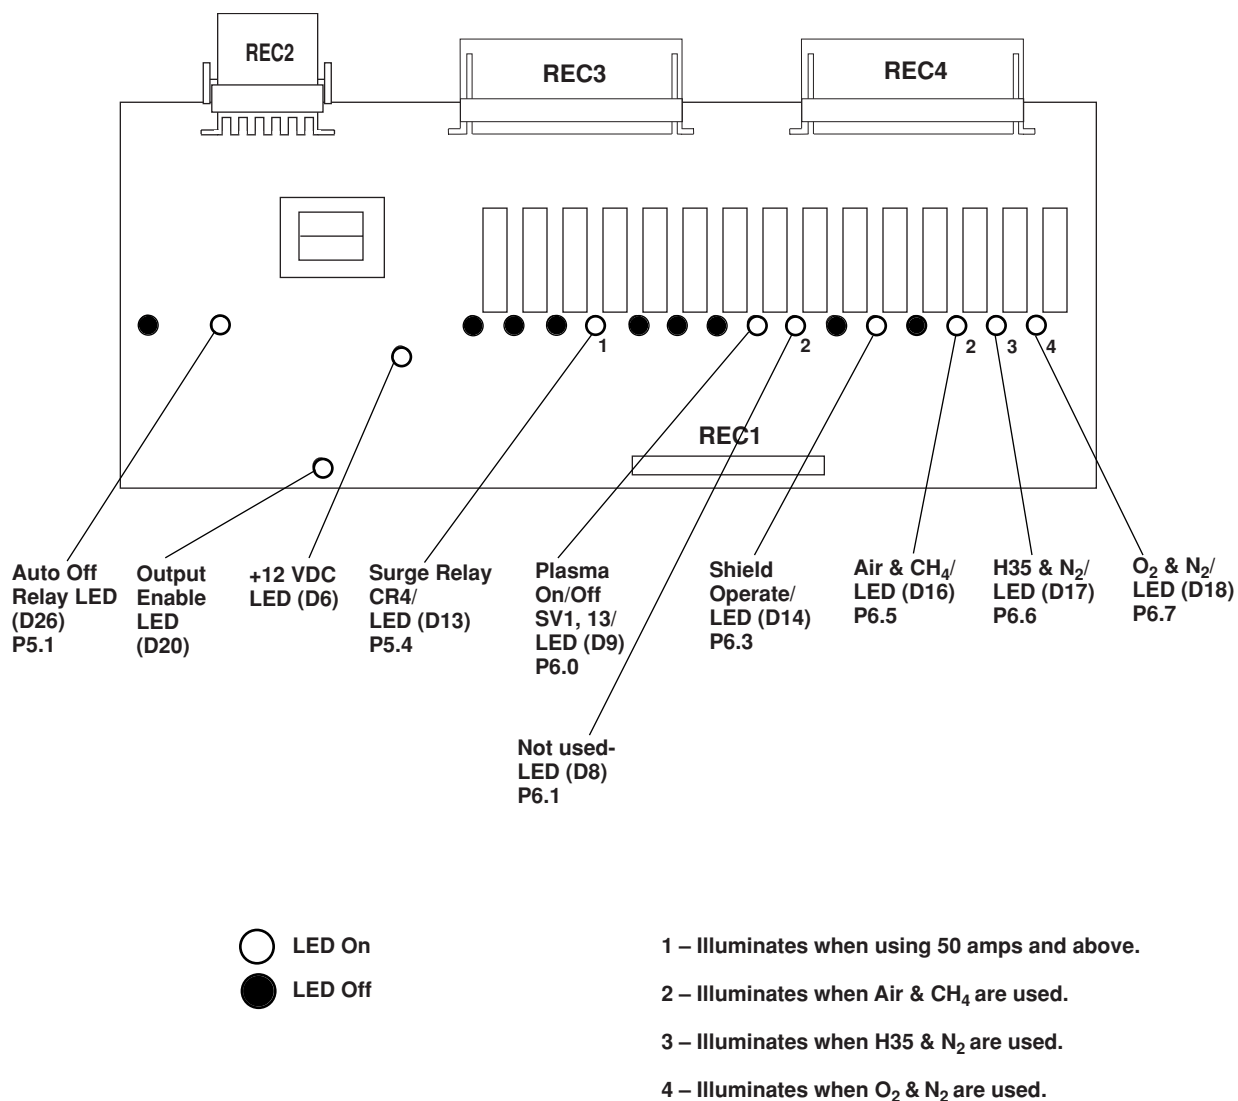 REC2
REC3
REC4
1
2
2
3
4
REC1
Auto Off
Relay LED
(D26)
P5.1
Output
Enable
LED
(D20)
+12 VDC
LED (D6)
Surge Relay
CR4/
LED (D13)
P5.4
Plasma
On/Off
SV1, 13/
LED (D9)
P6.0
Shield
Operate/
LED (D14)
P6.3
Air & CH₄/
LED (D16)
P6.5
H35 & N₂/
LED (D17)
P6.6
O₂ & N₂/
LED (D18)
P6.7
Not used-
LED (D8)
P6.1
LED On
LED Off
1 – Illuminates when using 50 amps and above.
2 – Illuminates when Air & CH₄ are used.
3 – Illuminates when H35 & N₂ are used.
4 – Illuminates when O₂ & N₂ are used.